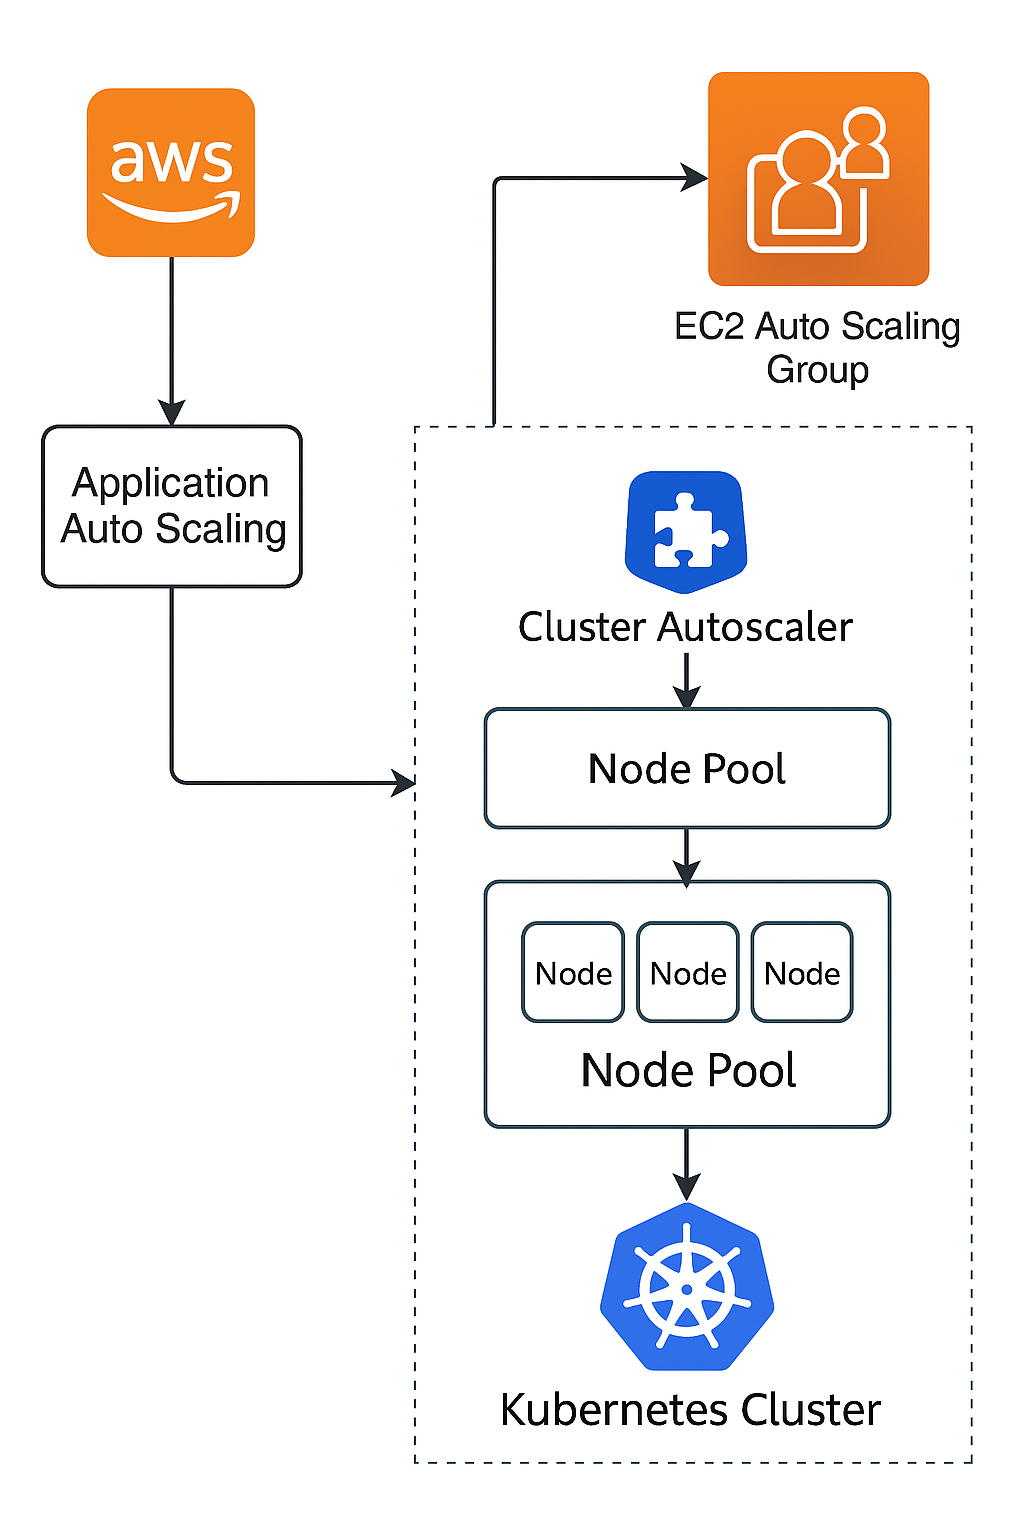 aws
EC2 Auto Scaling
Group
Application
Auto Scaling
Cluster Autoscaler
Node Pool
Node Node Node
Node Pool
Kubernetes Cluster